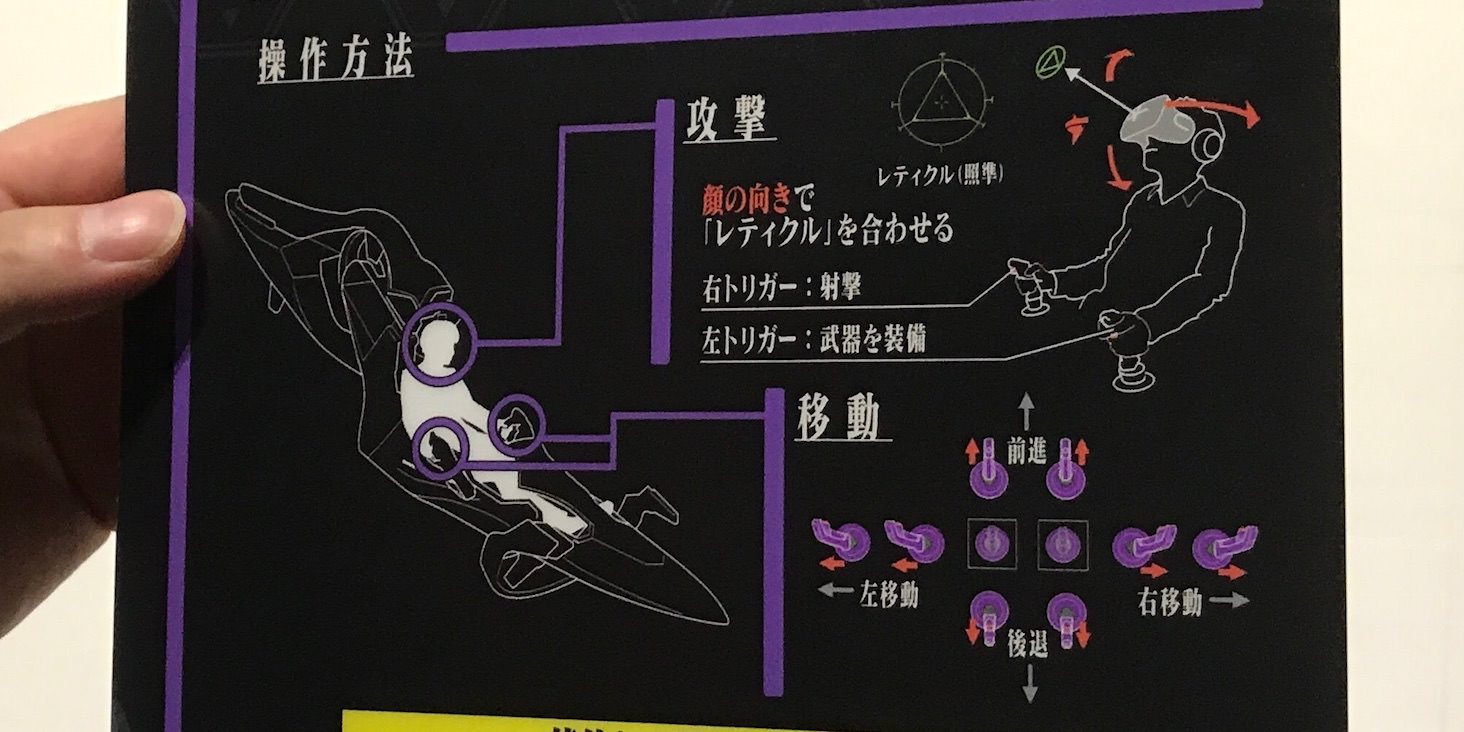 操作方法
攻撃
レティクル(照準)
顔の向きで
「レティクル」を合わせる
右トリガー：射撃
左トリガー：武器を装備
移動
前進
左移動
右移動
後退